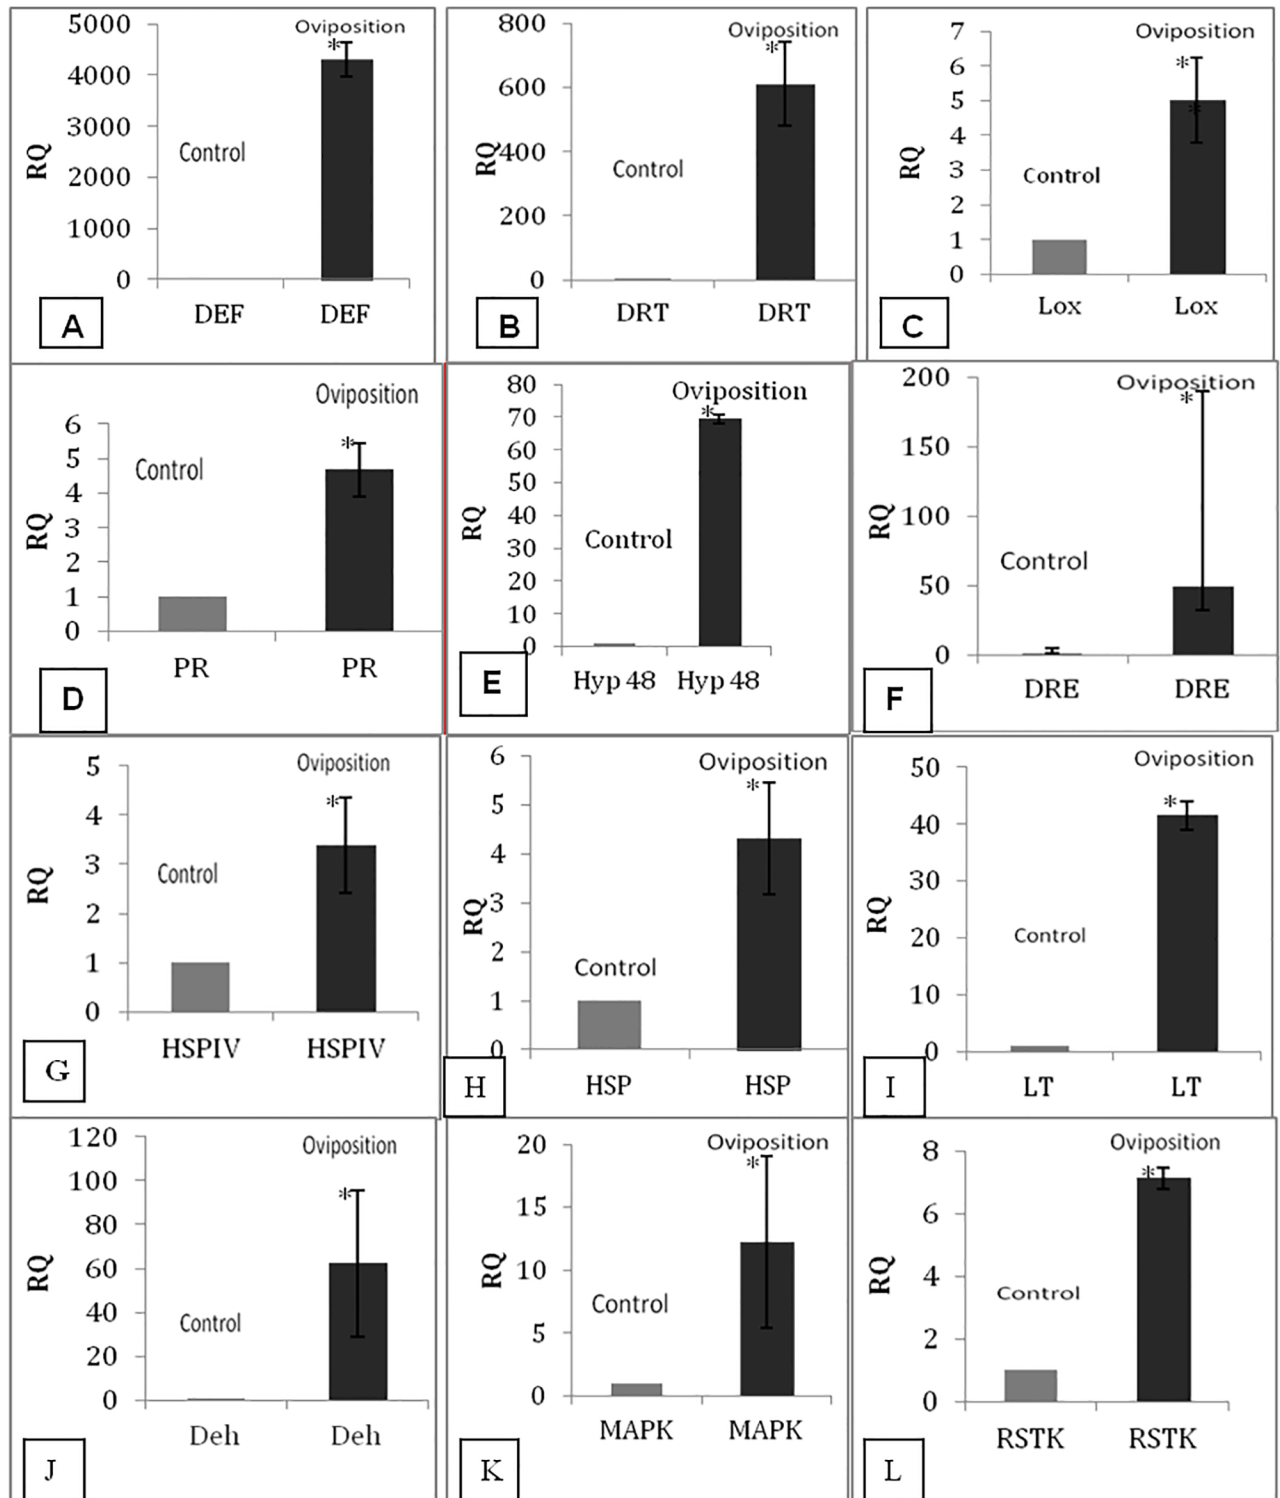 5000
4000
3000
2000
1000
0
RQ
Oviposition
*
Control
DEF DEF
A
800
600
400
200
0
RQ
Oviposition
*
Control
DRT DRT
B
7
6
5
4
3
2
1
0
RQ
Oviposition
*
*
Control
Lox Lox
C
6
5
4
3
2
1
0
RQ
Oviposition
*
Control
PR PR
D
80
70
60
50
40
30
20
10
0
RQ
Oviposition
*
Control
Hyp 48 Hyp 48
E
200
150
100
50
0
RQ
Oviposition
*
Control
DRE DRE
F
5
4
3
2
1
0
RQ
Oviposition
*
Control
HSPIV HSPIV
G
6
5
4
3
2
1
0
RQ
Oviposition
*
Control
HSP HSP
H
50
40
30
20
10
0
RQ
Oviposition
*
Control
LT LT
I
120
100
80
60
40
20
0
RQ
Oviposition
*
Control
Deh Deh
J
20
15
10
5
0
RQ
Oviposition
*
Control
MAPK MAPK
K
8
6
4
2
0
RQ
Oviposition
*
Control
RSTK RSTK
L